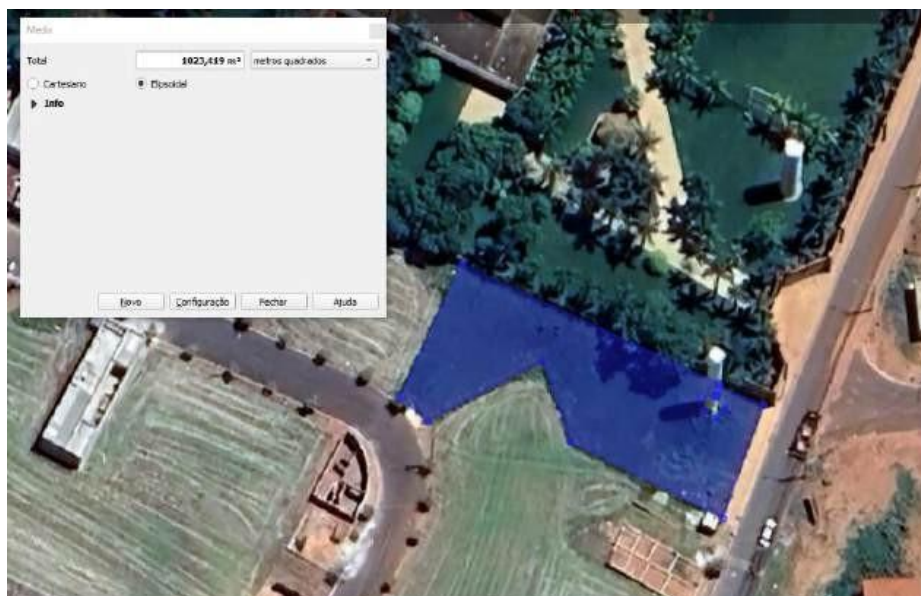 Medir
Total 1023,419 m² metros quadrados
Cartesiano Elipsoidal
Info
Novo Configuração Fechar Ajuda